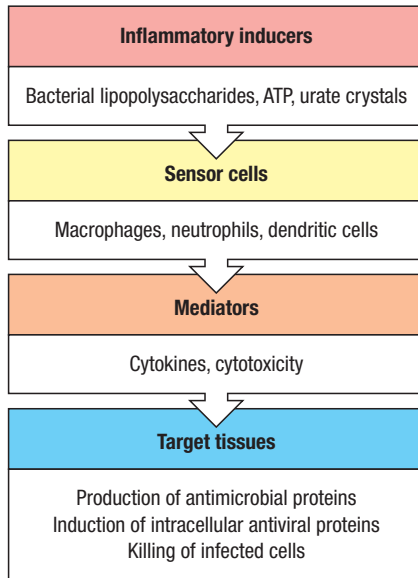 Inflammatory inducers
Bacterial lipopolysaccharides, ATP, urate crystals
Sensor cells
Macrophages, neutrophils, dendritic cells
Mediators
Cytokines, cytotoxicity
Target tissues
Production of antimicrobial proteins
Induction of intracellular antiviral proteins
Killing of infected cells